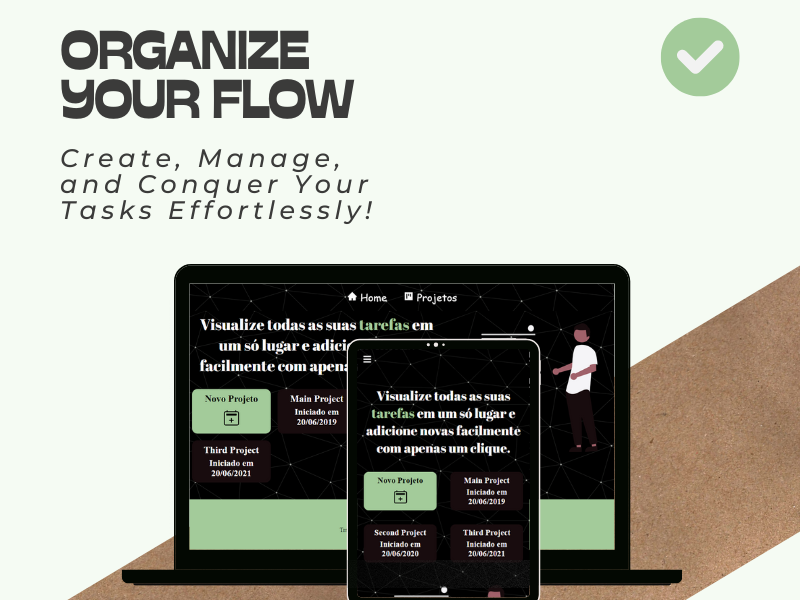 ORGANIZE
YOUR FLOW
Create, Manage,
and Conquer Your
Tasks Effortlessly!
Home
Projetos
Visualize todas as suas tarefas em
um só lugar e
facilmente com
Novo Projeto
Main Project
Iniciado em
20/06/2019
Third Project
Iniciado em
20/06/2021
Visualize todas as suas
tarefas em um só lugar e
adicione novas facilmente
com apenas um clique.
Novo Projeto
Main Project
Iniciado em
20/06/2019
Second Project
Iniciado em
20/06/2020
Third Project
Iniciado em
20/06/2021